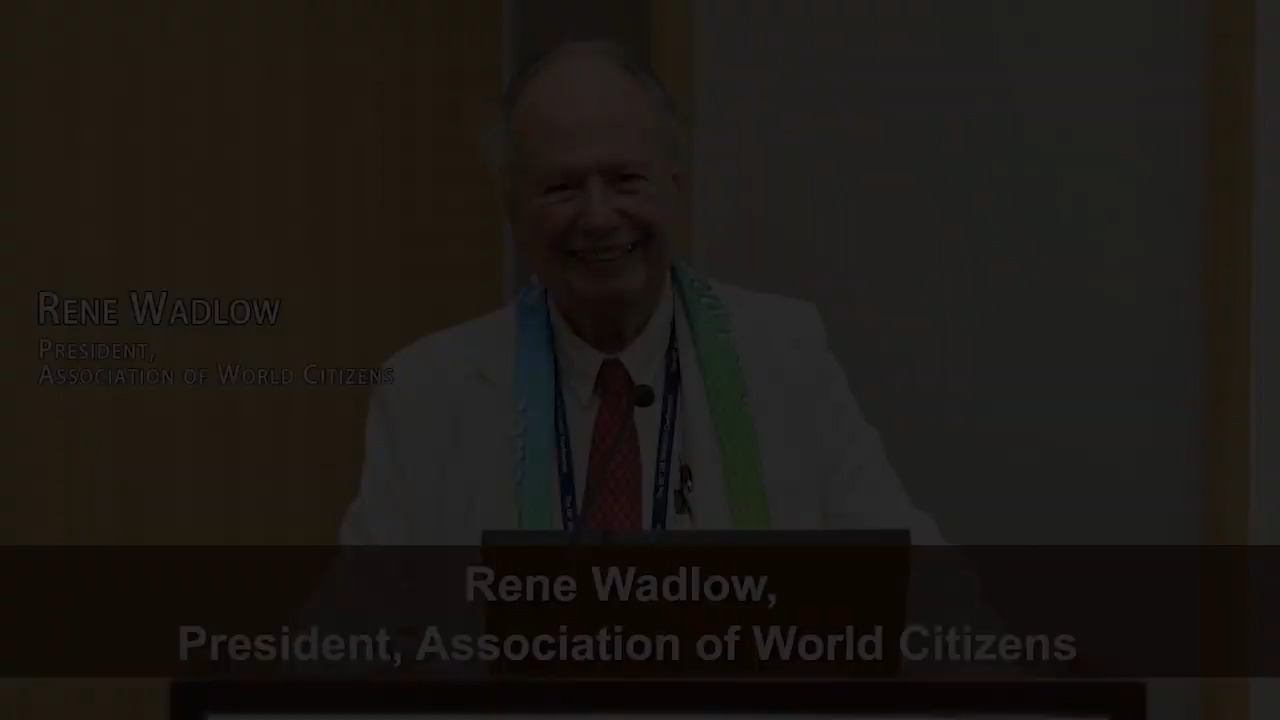 Rene Wadlow
President,
Association of World Citizens
Rene Wadlow,
President, Association of World Citizens